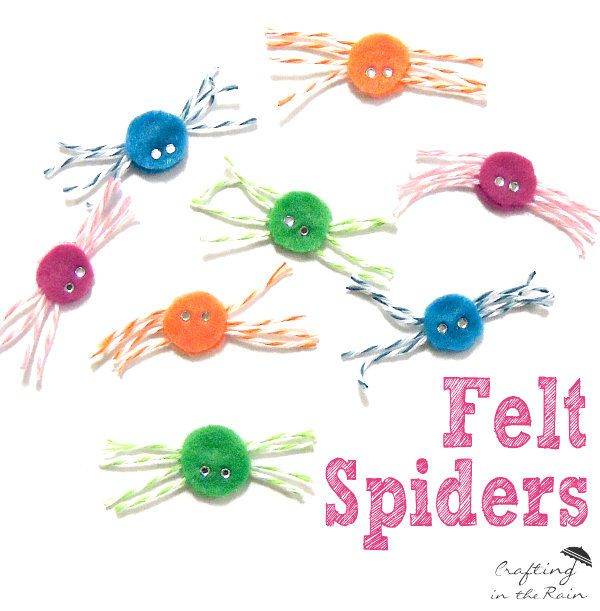 Felt
Spiders
Crafting
in the Rain